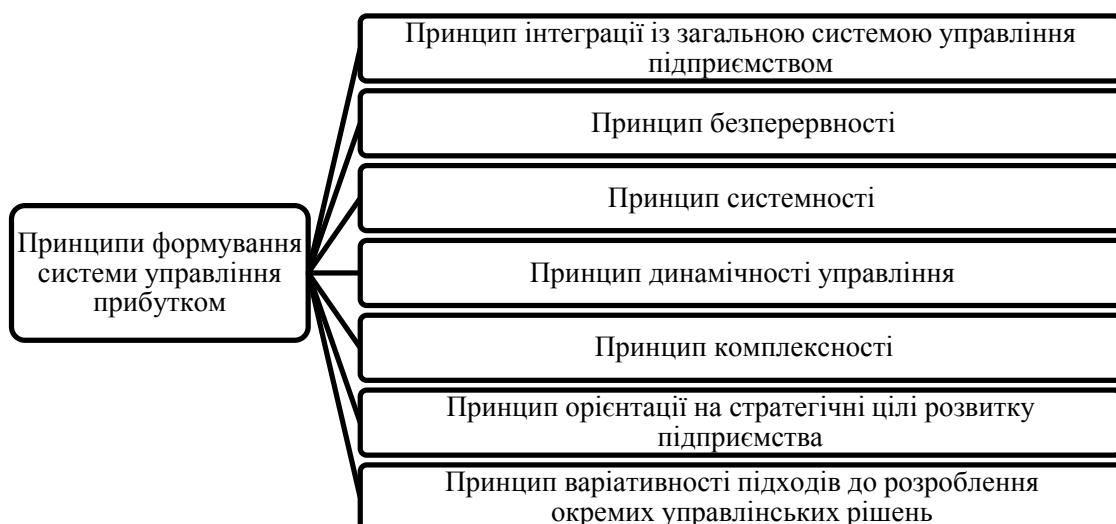 Принципи формування
системи управління
прибутком
Принцип інтеграції із загальною системою управління
підприємством
Принцип безперервності
Принцип системності
Принцип динамічності управління
Принцип комплексності
Принцип орієнтації на стратегічні цілі розвитку
підприємства
Принцип варіативності підходів до розроблення
окремих управлінських рішень